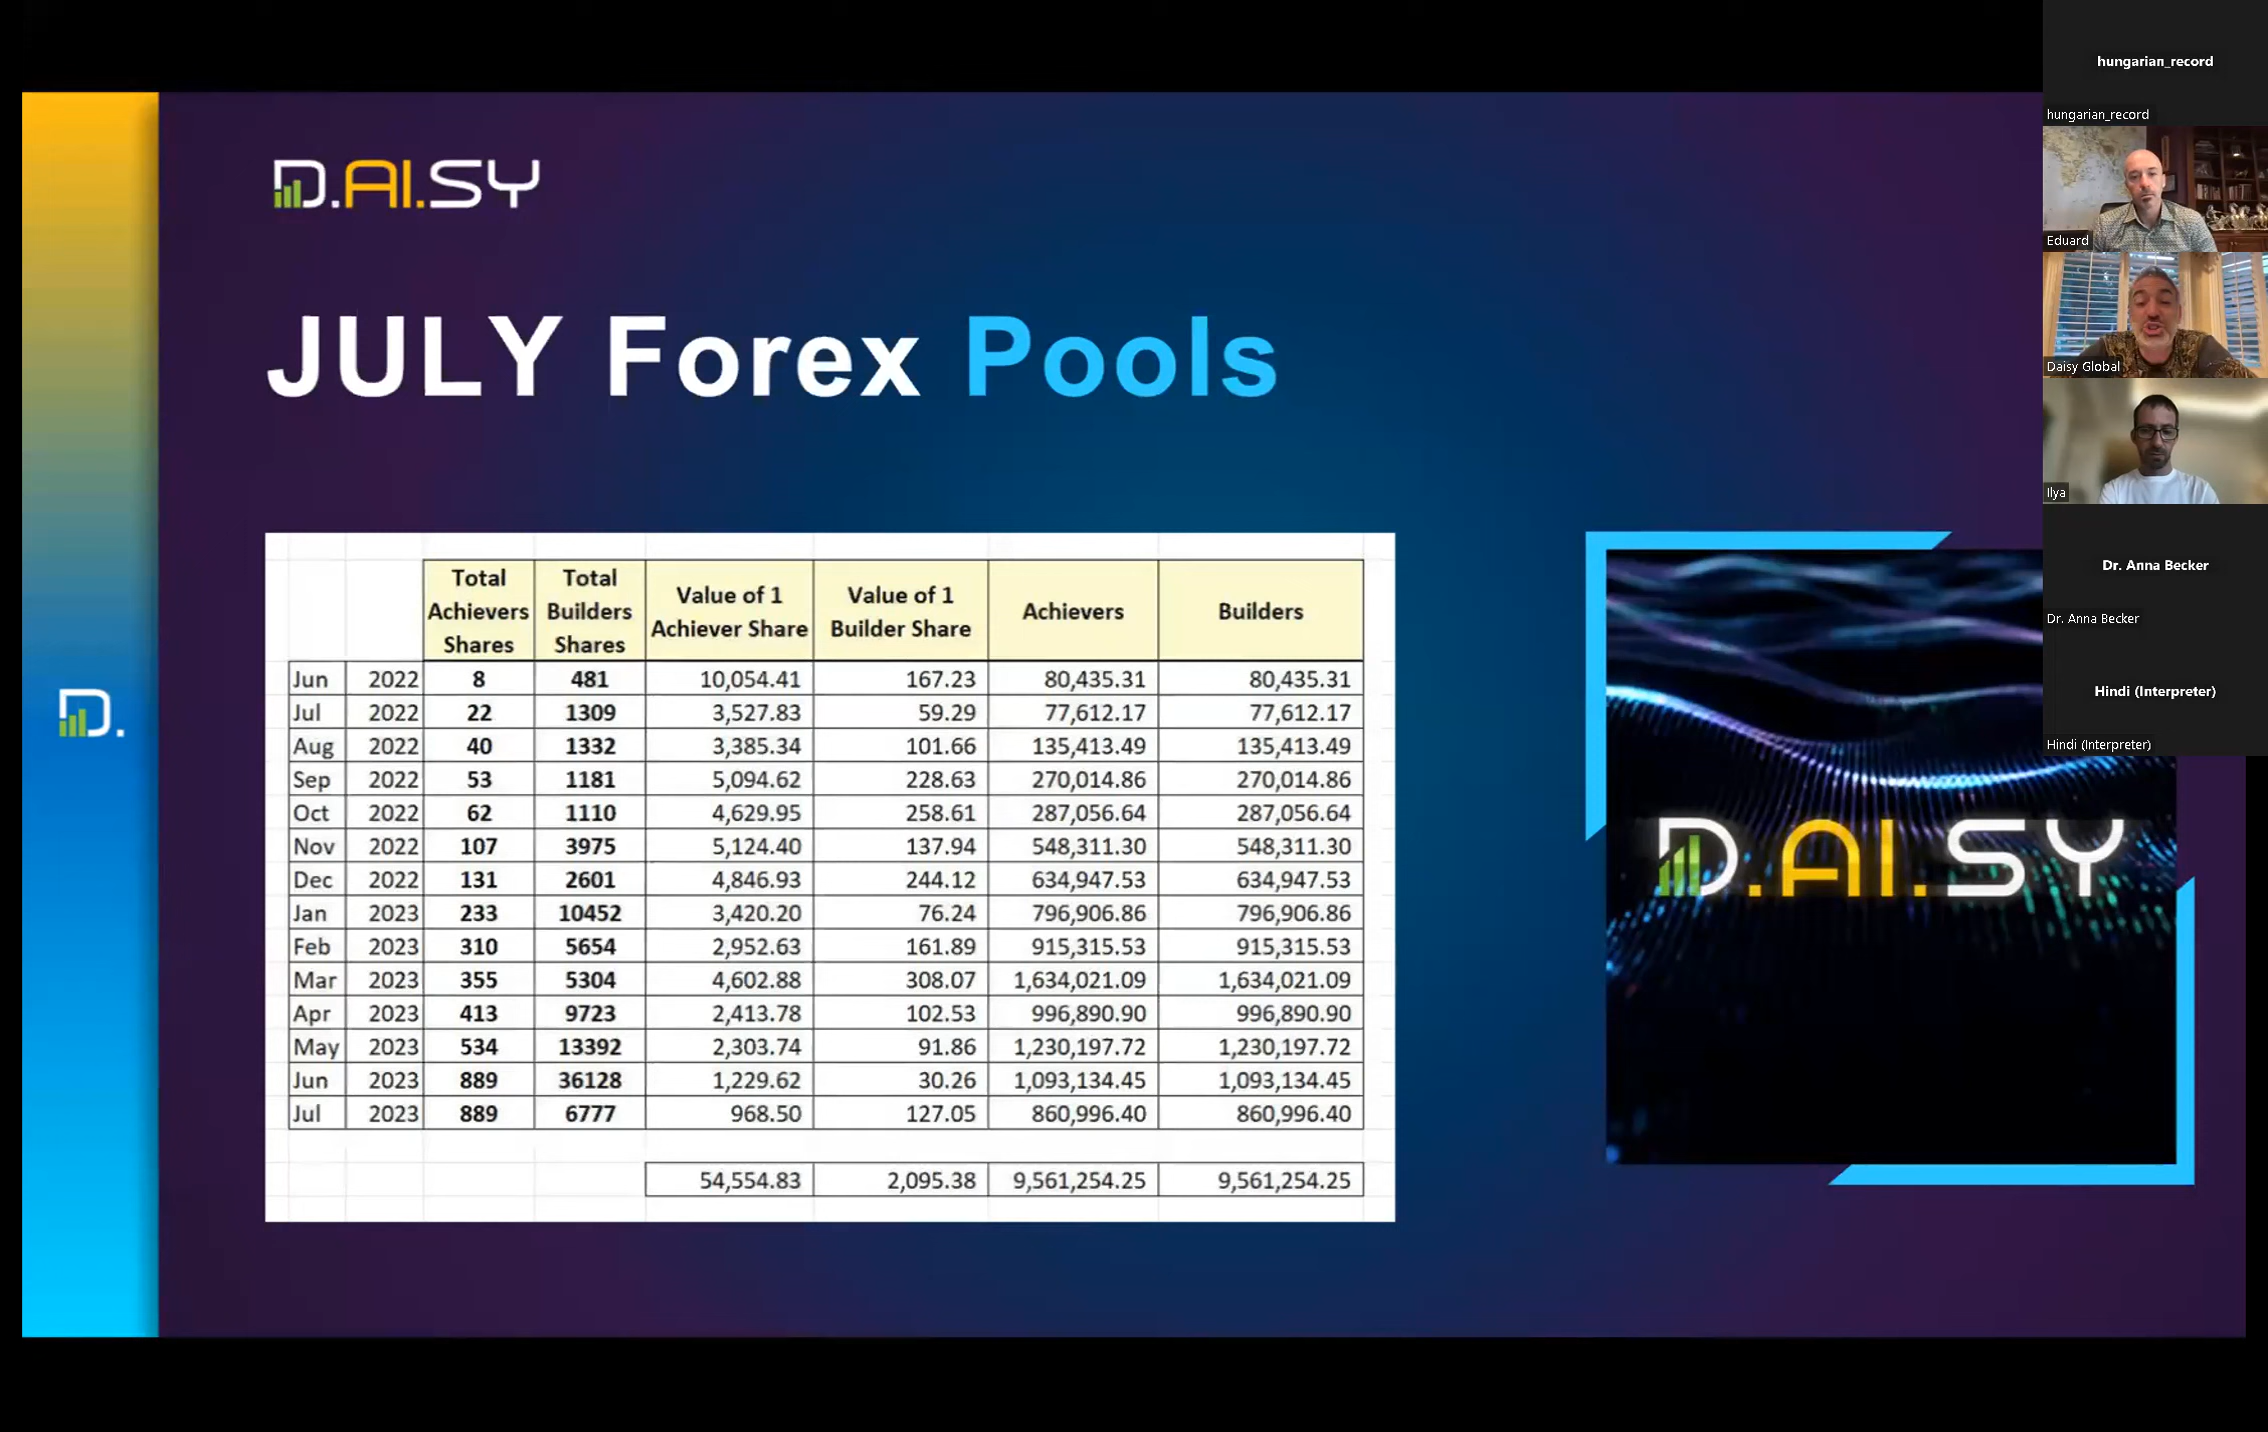 D.AI.SY
JULY Forex Pools
Total Achievers Shares Total Builders Shares Value of 1 Achiever Share Value of 1 Builder Share Achievers Builders
Jun 2022 8 481 10,054.41 167.23 80,435.31 80,435.31
Jul 2022 22 1309 3,527.83 59.29 77,612.17 77,612.17
Aug 2022 40 1332 3,385.34 101.66 135,413.49 135,413.49
Sep 2022 53 1181 5,094.62 228.63 270,014.86 270,014.86
Oct 2022 62 1110 4,629.95 258.61 287,056.64 287,056.64
Nov 2022 107 3975 5,124.40 137.94 548,311.30 548,311.30
Dec 2022 131 2601 4,846.93 244.12 634,947.53 634,947.53
Jan 2023 233 10452 3,420.20 76.24 796,906.86 796,906.86
Feb 2023 310 5654 2,952.63 161.89 915,315.53 915,315.53
Mar 2023 355 5304 4,602.88 308.07 1,634,021.09 1,634,021.09
Apr 2023 413 9723 2,413.78 102.53 996,890.90 996,890.90
May 2023 534 13392 2,303.74 91.86 1,230,197.72 1,230,197.72
Jun 2023 889 36128 1,229.62 30.26 1,093,134.45 1,093,134.45
Jul 2023 889 6777 968.50 127.05 860,996.40 860,996.40
54,554.83 2,095.38 9,561,254.25 9,561,254.25
D.
D.AI.SY
hungarian_record
hungarian_record
Eduard
Daisy Global
Ilya
Dr. Anna Becker
Dr. Anna Becker
Hindi (Interpreter)
Hindi (Interpreter)